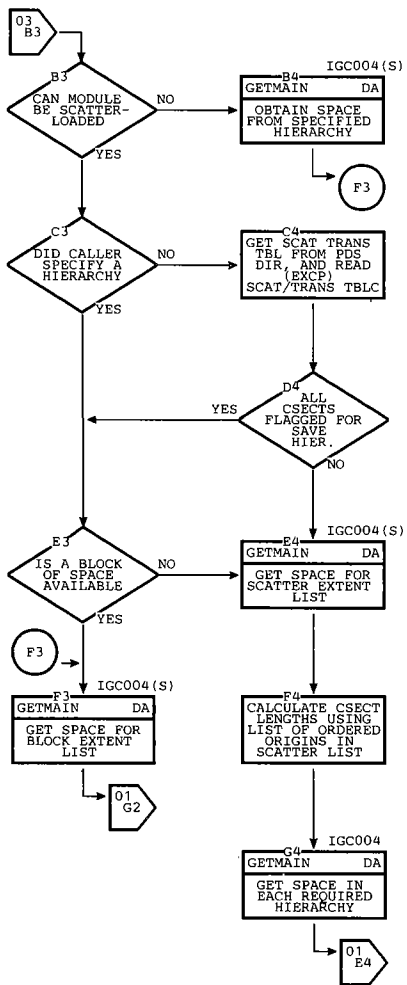 03
B3
B3
CAN MODULE
BE SCATTER-
LOADED
NO
YES
IGC004(S)
B4
GETMAIN DA
OBTAIN SPACE
FROM SPECIFIED
HIERARCHY
F3
C3
DID CALLER
SPECIFY A
HIERARCHY
NO
YES
C4
GET SCAT TRANS
TBL FROM PDS
DIR, AND READ
(EXCP)
SCAT/TRANS TBLC
D4
ALL
CSECTS
FLAGGED FOR
SAVE
HIER.
YES
NO
E3
IS A BLOCK
OF SPACE
AVAILABLE
NO
YES
IGC004(S)
E4
GETMAIN DA
GET SPACE FOR
SCATTER EXTENT
LIST
F3
IGC004(S)
F3
GETMAIN DA
GET SPACE FOR
BLOCK EXTENT
LIST
01
G2
F4
CALCULATE CSECT
LENGTHS USING
LIST OF ORDERED
ORIGINS IN
SCATTER LIST
IGC004
G4
GETMAIN DA
GET SPACE IN
EACH REQUIRED
HIERARCHY
01
E4